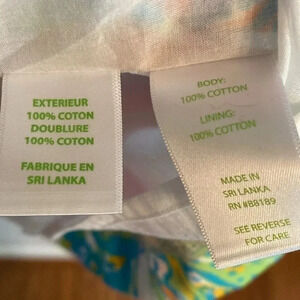 EXTERIEUR
100% COTON
DOUBLURE
100% COTON
FABRIQUE EN
SRI LANKA
BODY:
100% COTTON
LINING:
100% COTTON
MADE IN
SRI LANKA
RN #88189
SEE REVERSE
FOR CARE